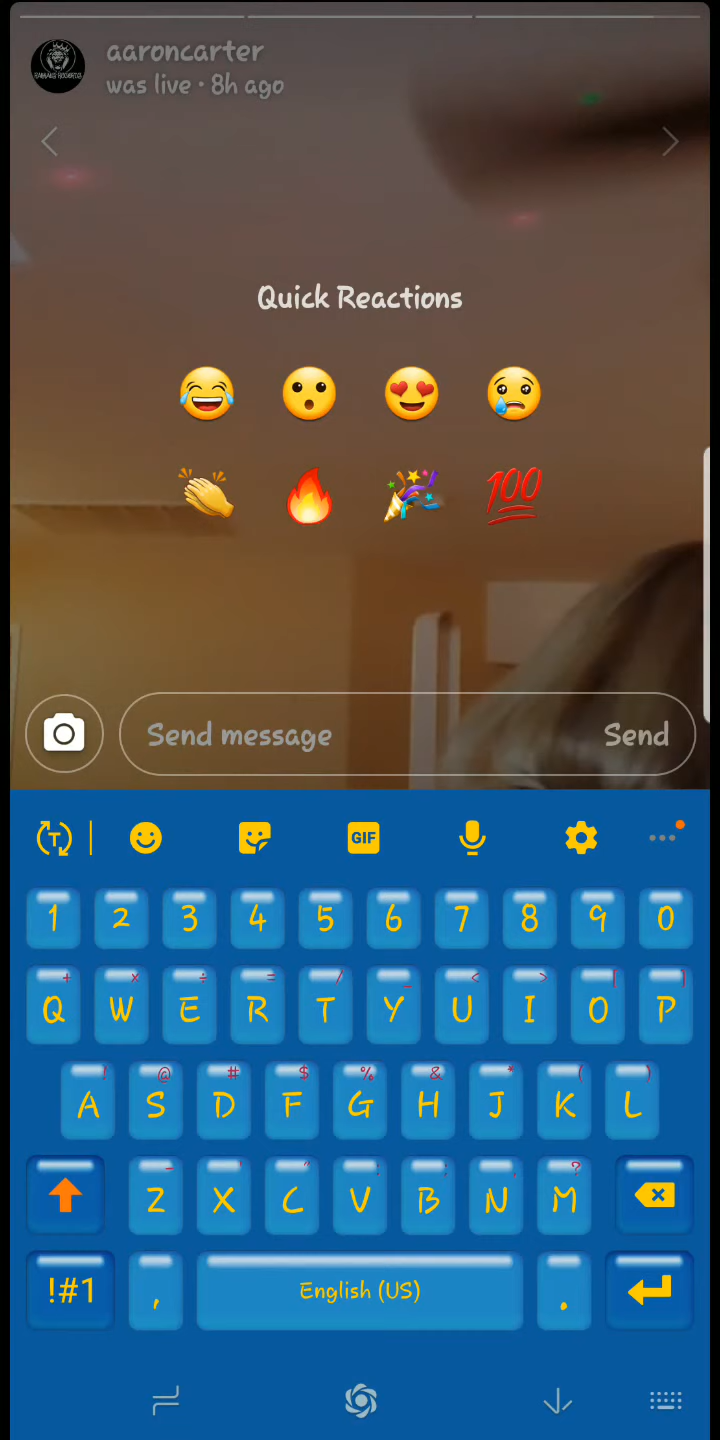 aaroncarter
was live • 8h ago
Quick Reactions
😂 😮 😍 😢
👏 🔥 🎉 💯
Send message Send
T GIF
1 2 3 4 5 6 7 8 9 0
+ × ÷ = / _ < > [ ]
Q W E R T Y U I O P
! @ # $ % & * ( )
A S D F G H J K L
- ' " : ; , ?
Z X C V B N M
!#1 , English (US) .